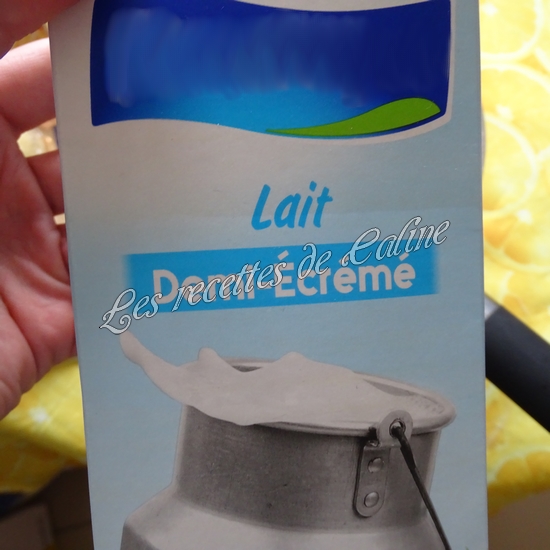 Lait
Demi-Écrémé
Les recettes de Caline